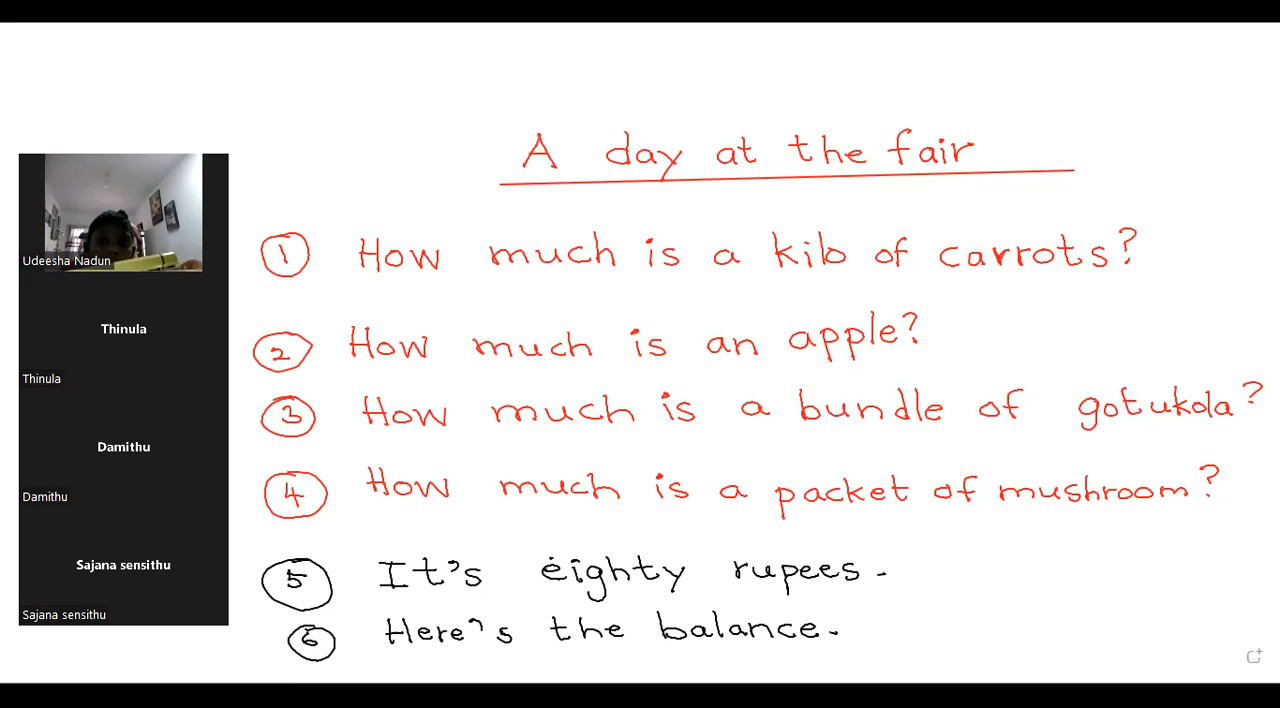 A day at the fair
Udeesha Nadun
Thinula
Thinula
Damithu
Damithu
Sajana sensithu
Sajana sensithu
1 How much is a kilo of carrots?
2 How much is an apple?
3 How much is a bundle of gotukola?
4 How much is a packet of mushroom?
5 It's eighty rupees.
6 Here's the balance.